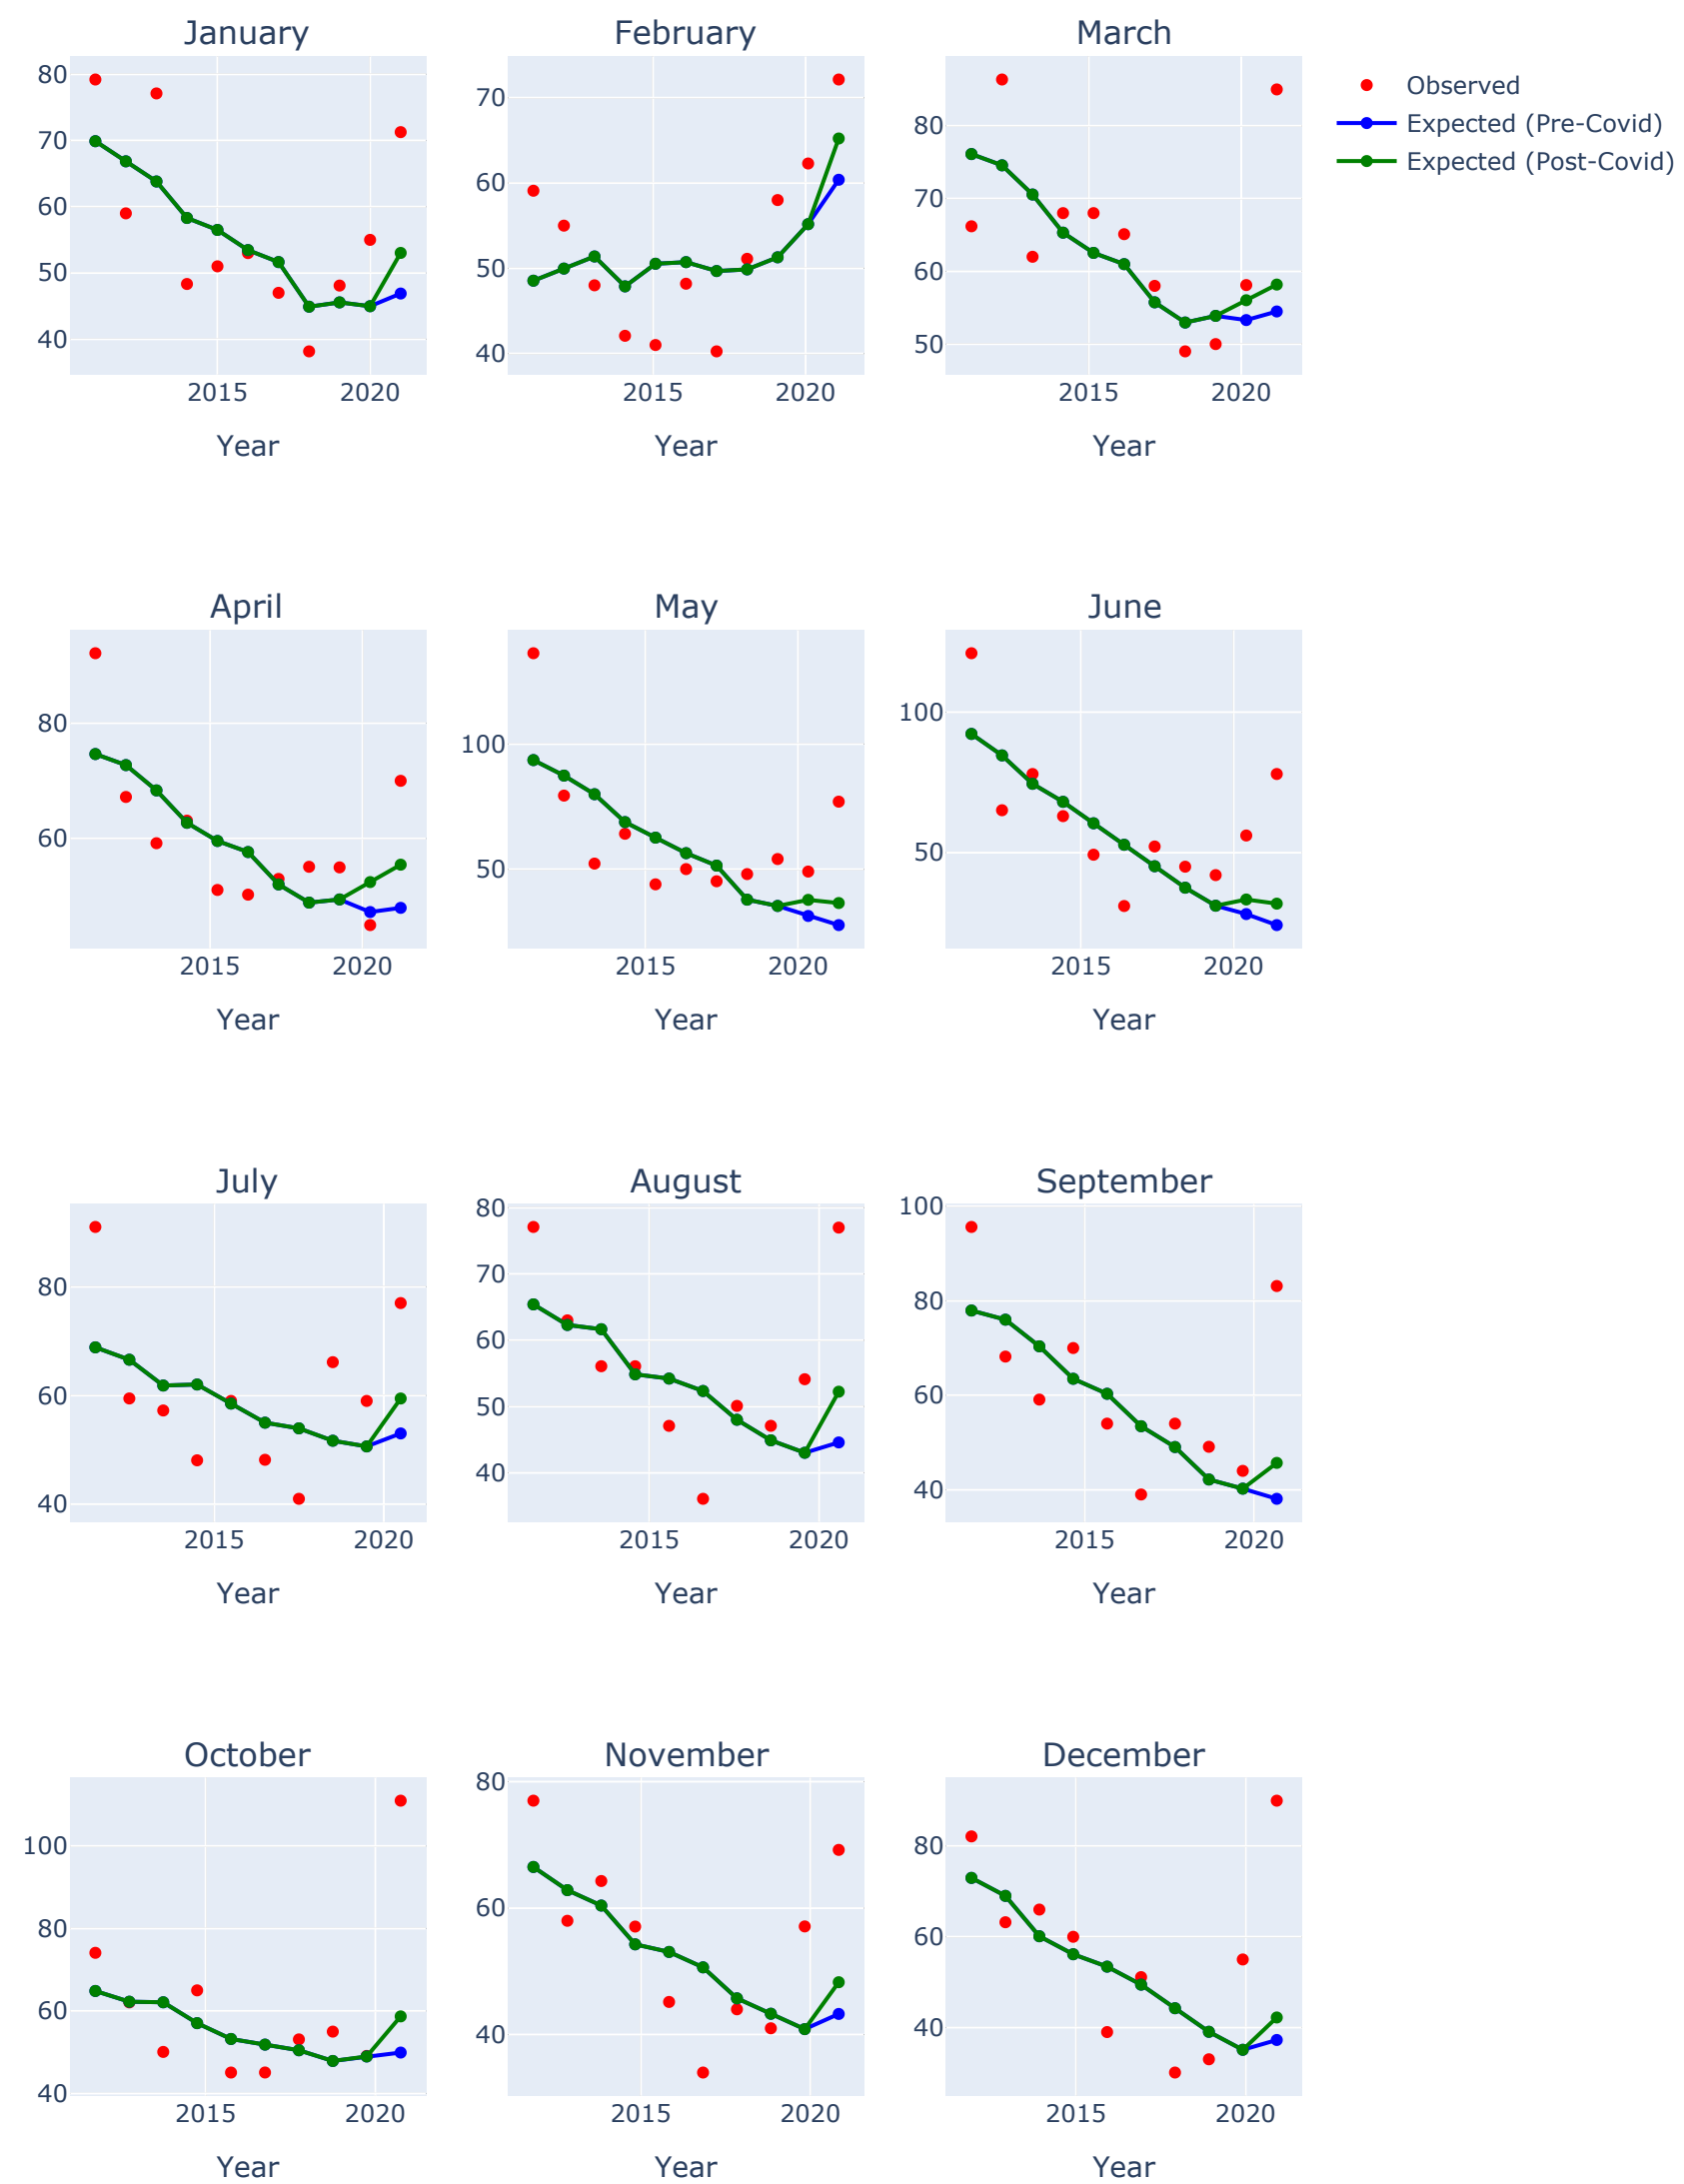 January
February
March
80
70
60
50
40
2015
2020
Year
70
60
50
40
2015
2020
Year
80
70
60
50
2015
2020
Year
Observed
Expected (Pre-Covid)
Expected (Post-Covid)
April
May
June
80
60
2015
2020
Year
100
50
2015
2020
Year
100
50
2015
2020
Year
July
August
September
80
60
40
2015
2020
Year
80
70
60
50
40
2015
2020
Year
100
80
60
40
2015
2020
Year
October
November
December
100
80
60
40
2015
2020
Year
80
60
40
2015
2020
Year
80
60
40
2015
2020
Year